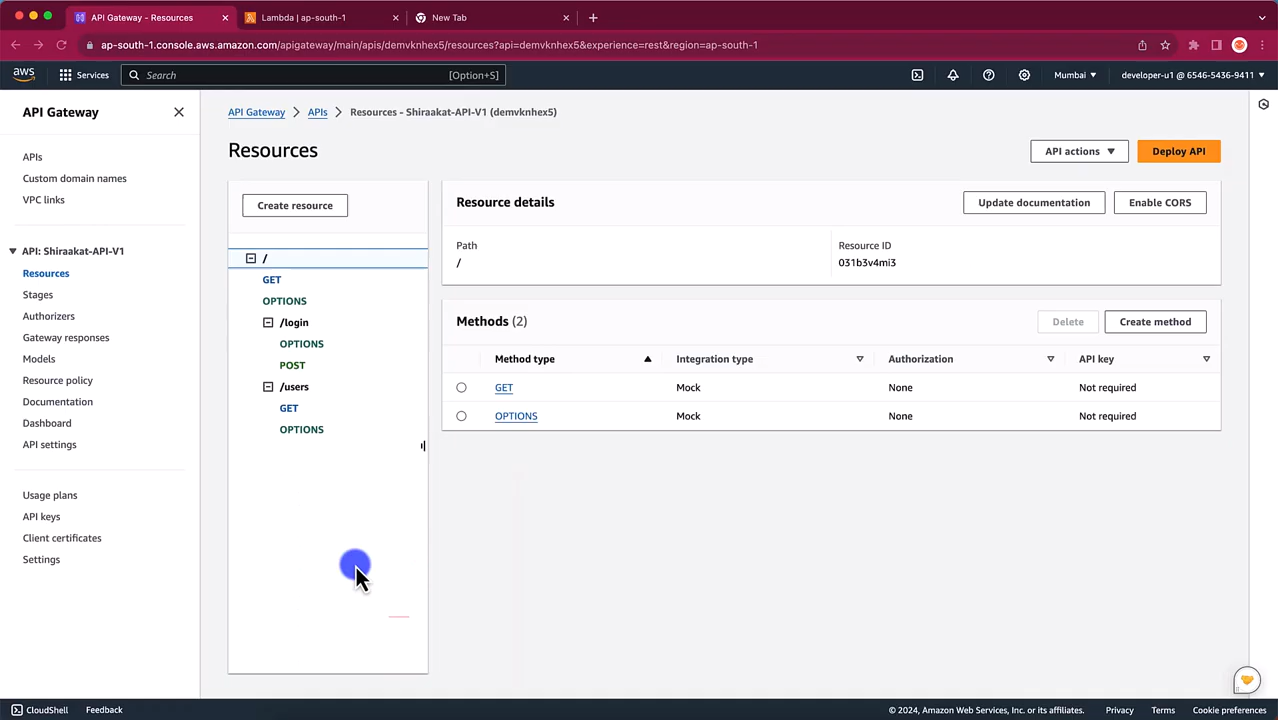 API Gateway - Resources
Lambda | ap-south-1
New Tab
ap-south-1.console.aws.amazon.com/apigateway/main/apis/demvknhex5/resources?api=demvknhex5&experience=rest&region=ap-south-1
aws Services Search [Option+S] Mumbai developer-u1 @ 6546-5436-9411
API Gateway
APIs
Custom domain names
VPC links
API: Shiraakat-API-V1
Resources
Stages
Authorizers
Gateway responses
Models
Resource policy
Documentation
Dashboard
API settings
Usage plans
API keys
Client certificates
Settings
API Gateway > APIs > Resources - Shiraakat-API-V1 (demvknhex5)
Resources
API actions
Deploy API
Create resource
/
GET
OPTIONS
/login
OPTIONS
POST
/users
GET
OPTIONS
Resource details
Update documentation
Enable CORS
Path
/
Resource ID
031b3v4mi3
Methods (2)
Delete
Create method
Method type Integration type Authorization API key
GET Mock None Not required
OPTIONS Mock None Not required
CloudShell Feedback © 2024, Amazon Web Services, Inc. or its affiliates. Privacy Terms Cookie preferences